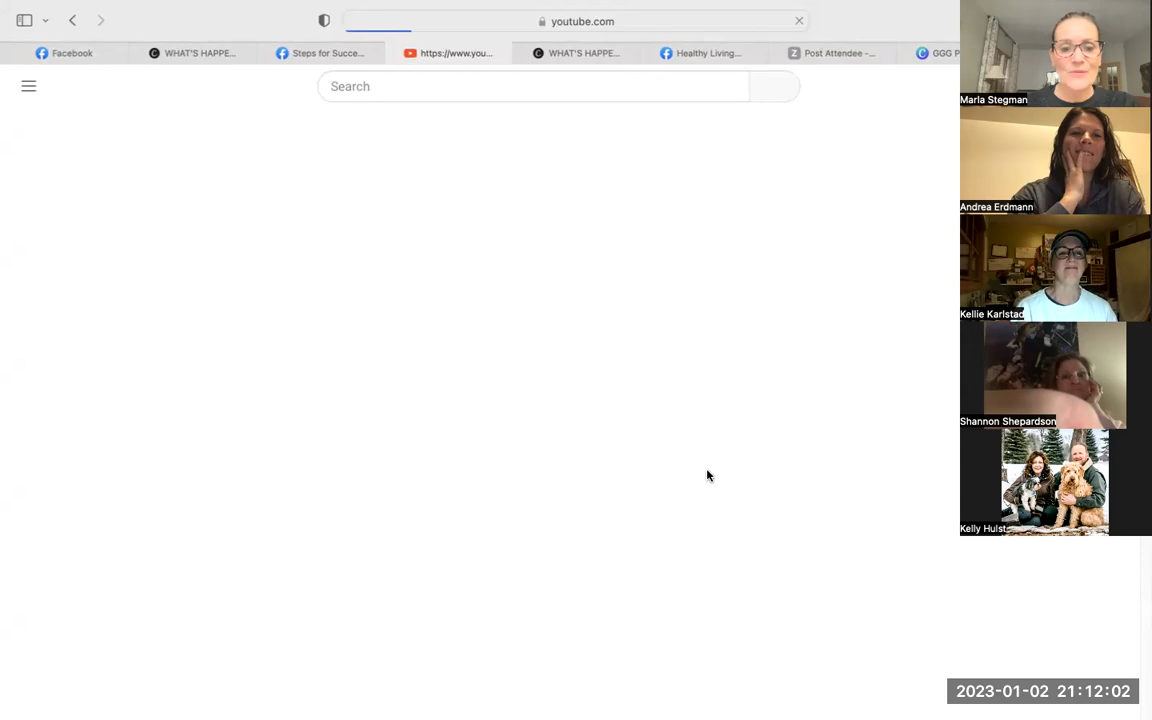 youtube.com
Facebook
WHAT'S HAPPE...
Steps for Succe...
https://www.you...
WHAT'S HAPPE...
Healthy Living...
Post Attendee -...
GGG P
Search
Marla Stegman
Andrea Erdmann
Kellie Karlstad
Shannon Shepardson
Kelly Hulst
2023-01-02 21:12:02